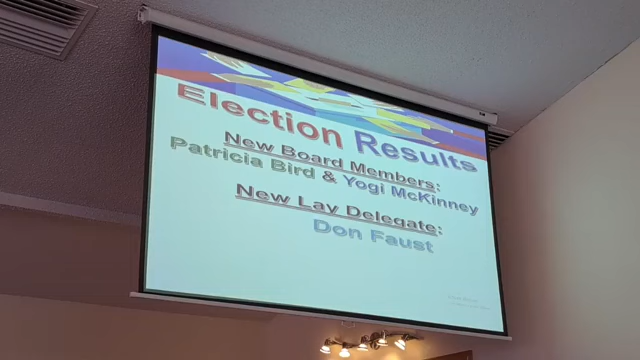 Election Results
New Board Members:
Patricia Bird & Yogi McKinney
New Lay Delegate:
Don Faust